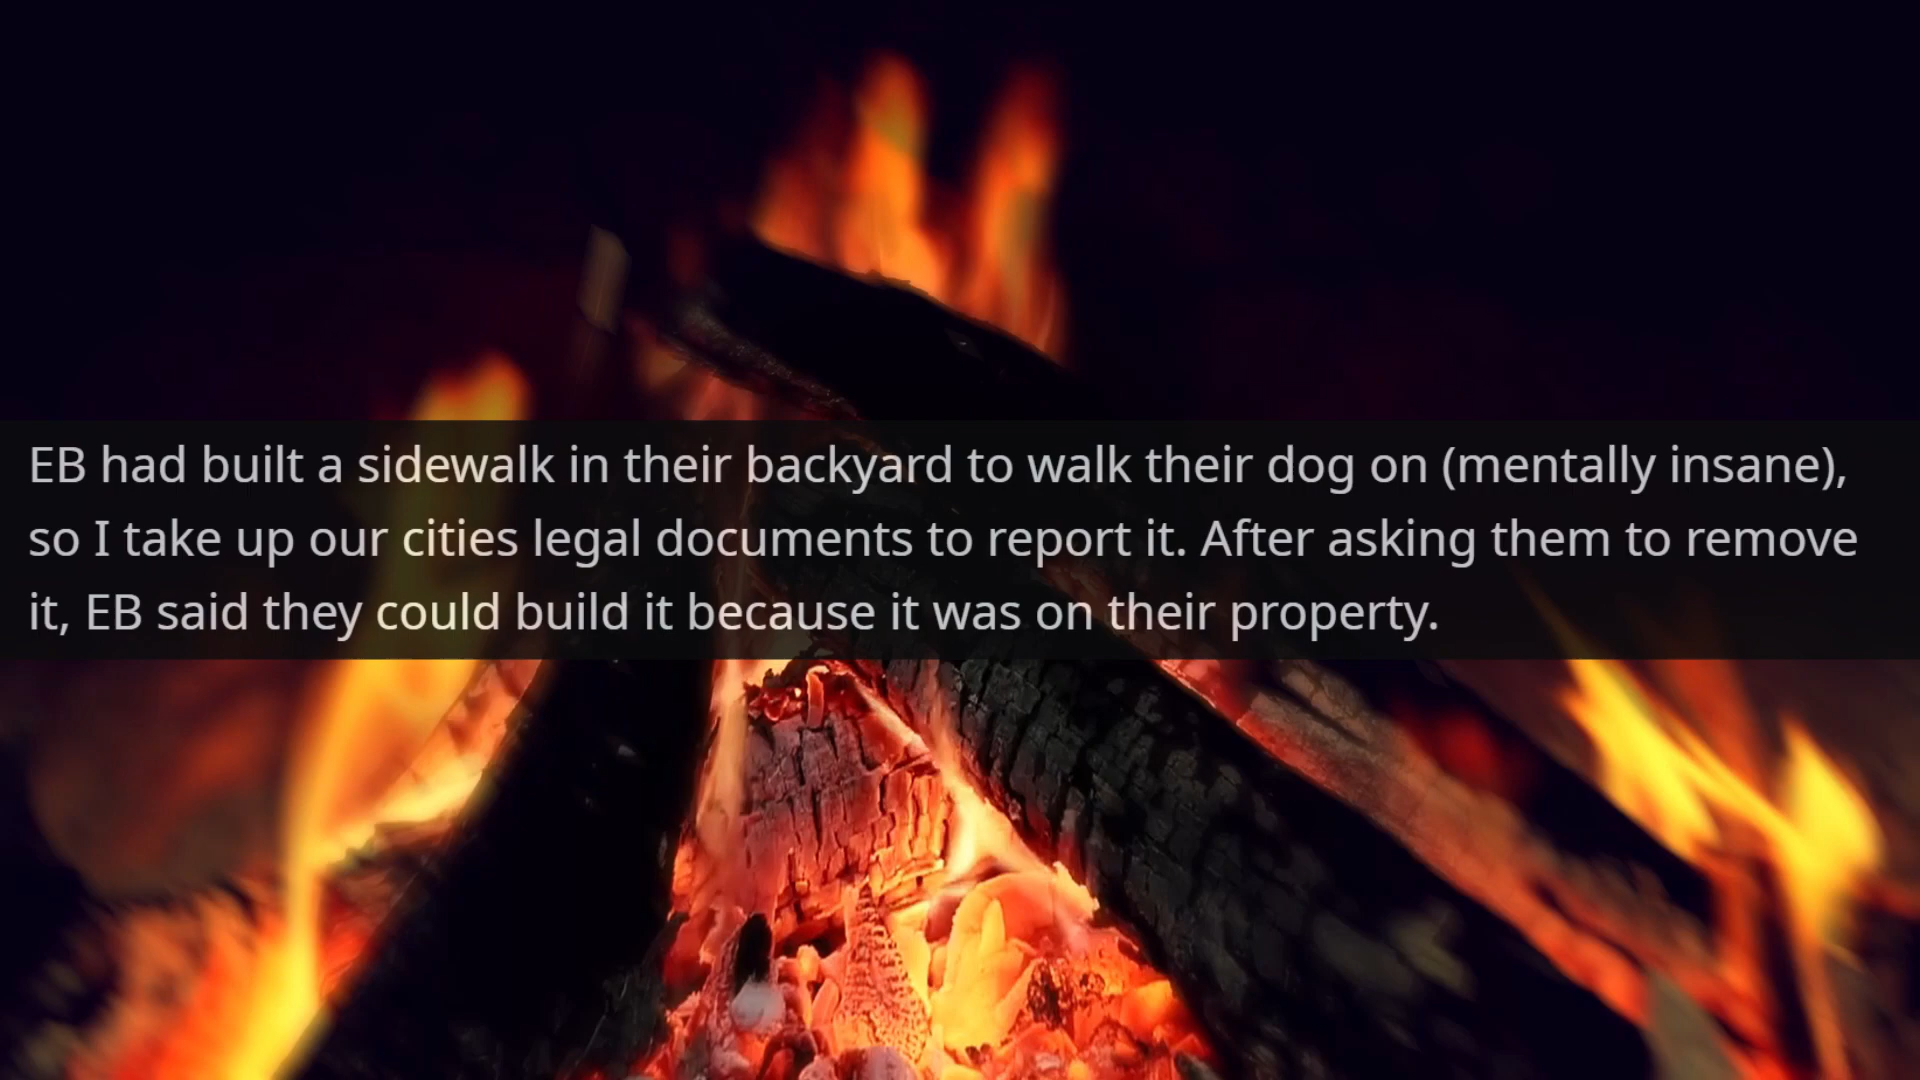 EB had built a sidewalk in their backyard to walk their dog on (mentally insane),
so I take up our cities legal documents to report it. After asking them to remove
it, EB said they could build it because it was on their property.